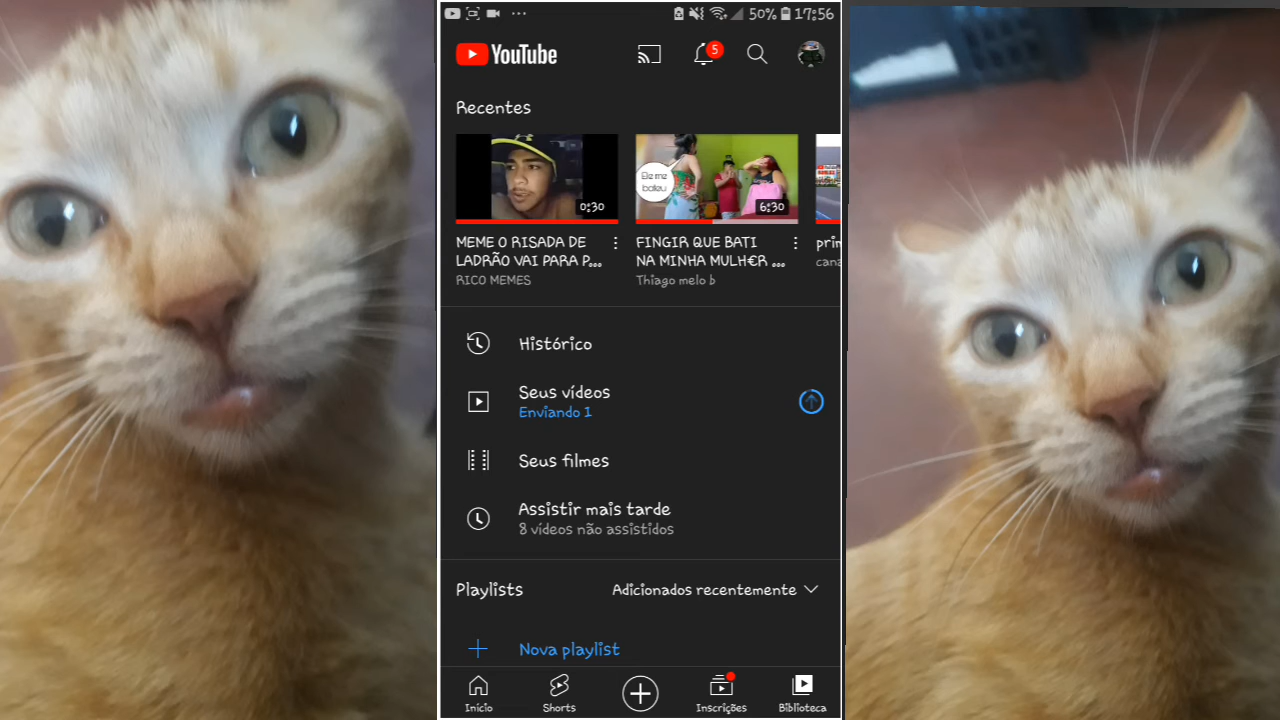 50% 17:56
YouTube
5
Recentes
Ele me
bateu
0:30
6:30
MEME O RISADA DE
LADRÃO VAI PARA P...
RICO MEMES
FINGIR QUE BATI
NA MINHA MULH€R ...
Thiago melo b
prin
cana
Histórico
Seus vídeos
Enviando 1
Seus filmes
Assistir mais tarde
8 vídeos não assistidos
Playlists
Adicionados recentemente
Nova playlist
Início
Shorts
Inscrições
Biblioteca